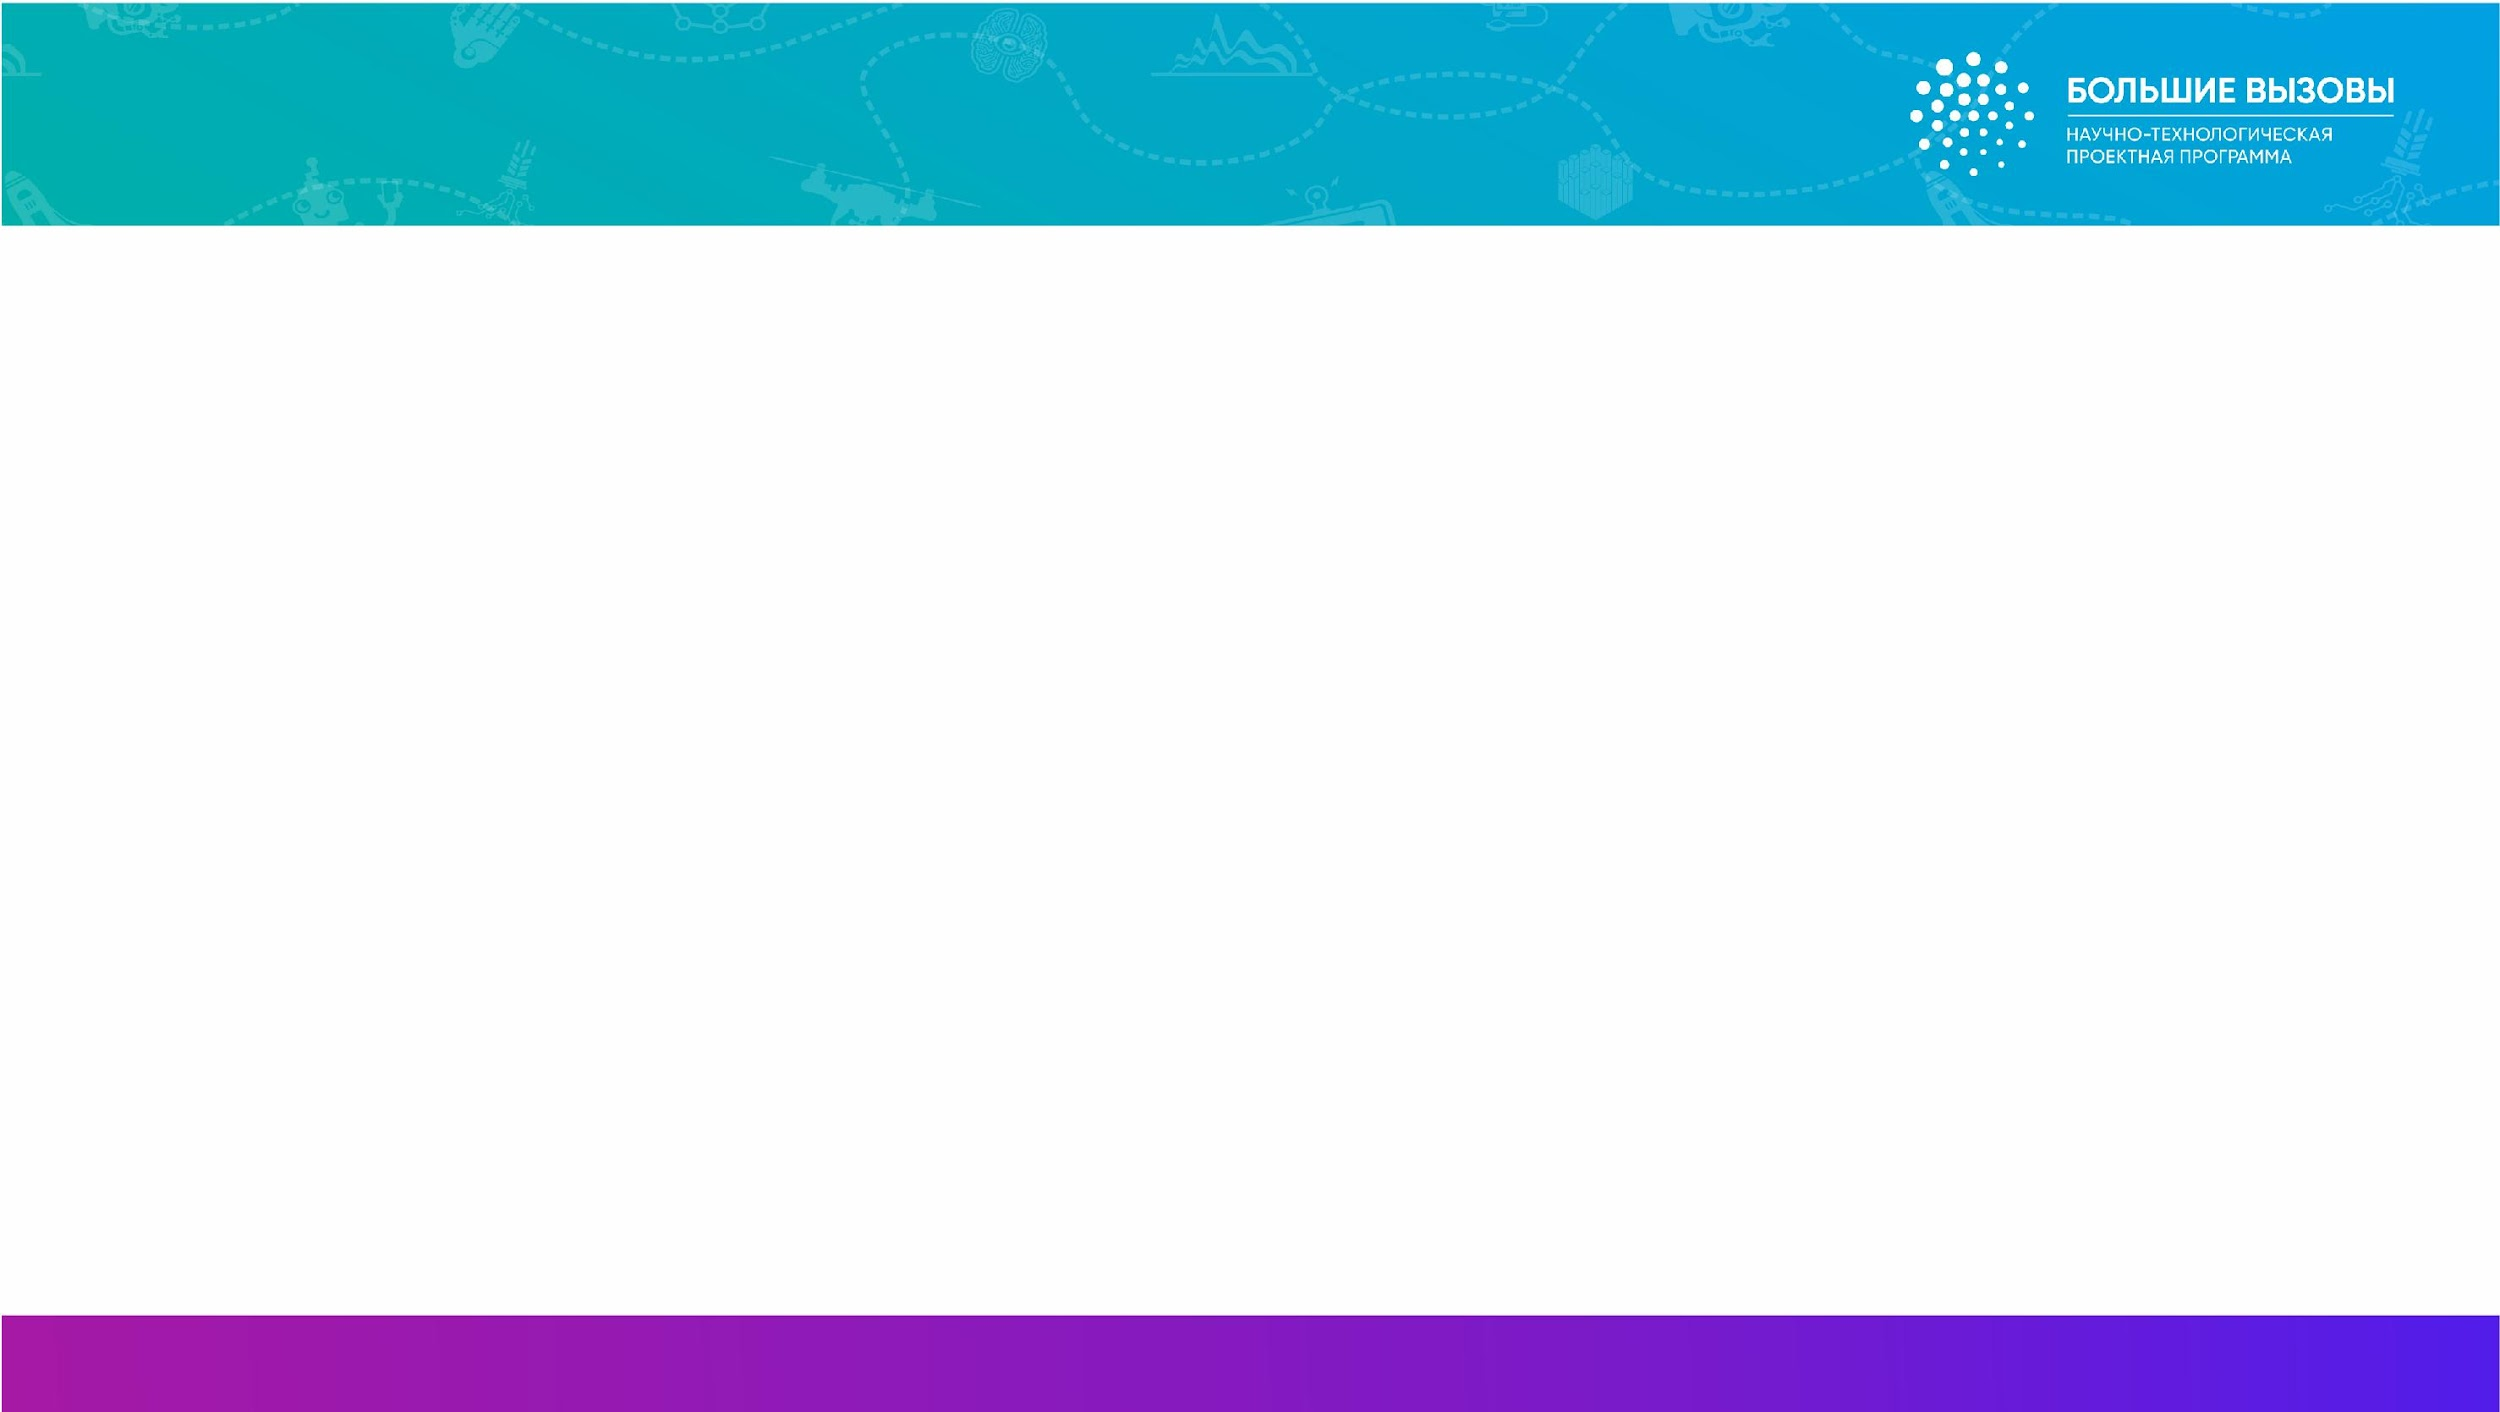 БОЛЬШИЕ ВЫЗОВЫ
НАУЧНО-ТЕХНОЛОГИЧЕСКАЯ
ПРОЕКТНАЯ ПРОГРАММА